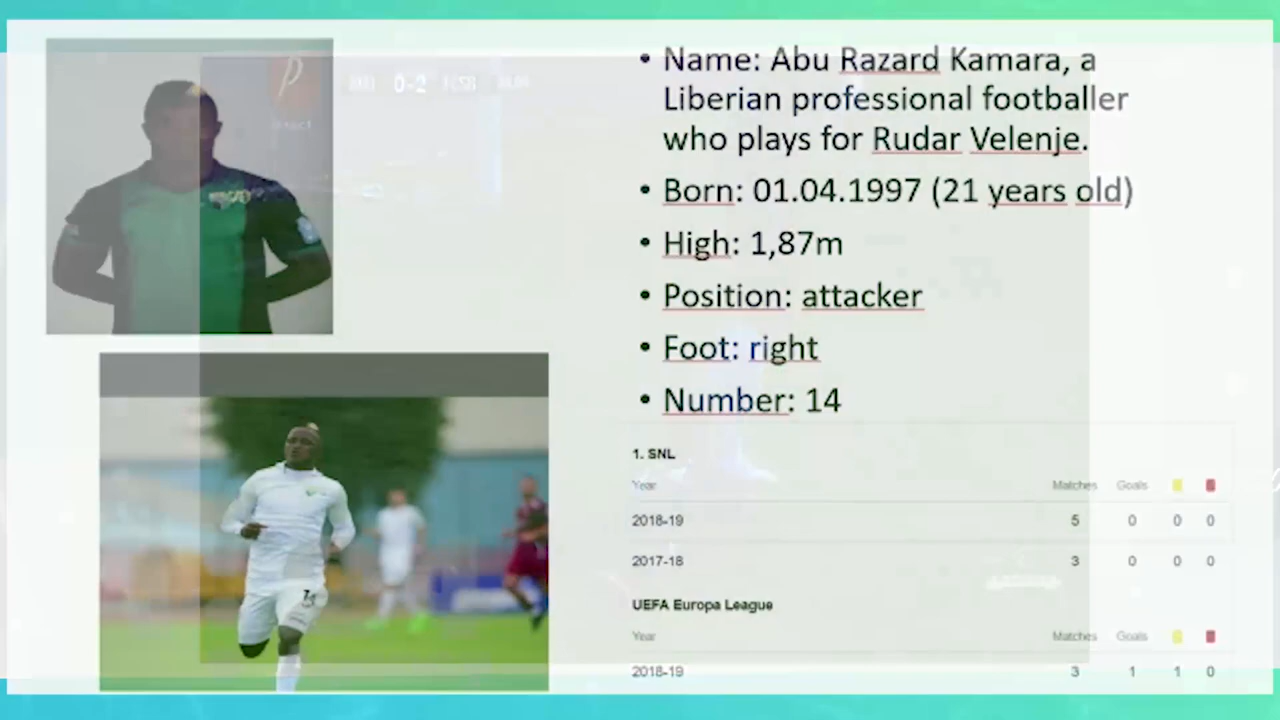 0-2
• Name: Abu Razard Kamara, a
Liberian professional footballer
who plays for Rudar Velenje.
• Born: 01.04.1997 (21 years old)
• High: 1,87m
• Position: attacker
• Foot: right
• Number: 14
1. SNL
Year Matches Goals
2018-19 5 0 0 0
2017-18 3 0 0 0
UEFA Europa League
Year Matches Goals
2018-19 3 1 1 0
14